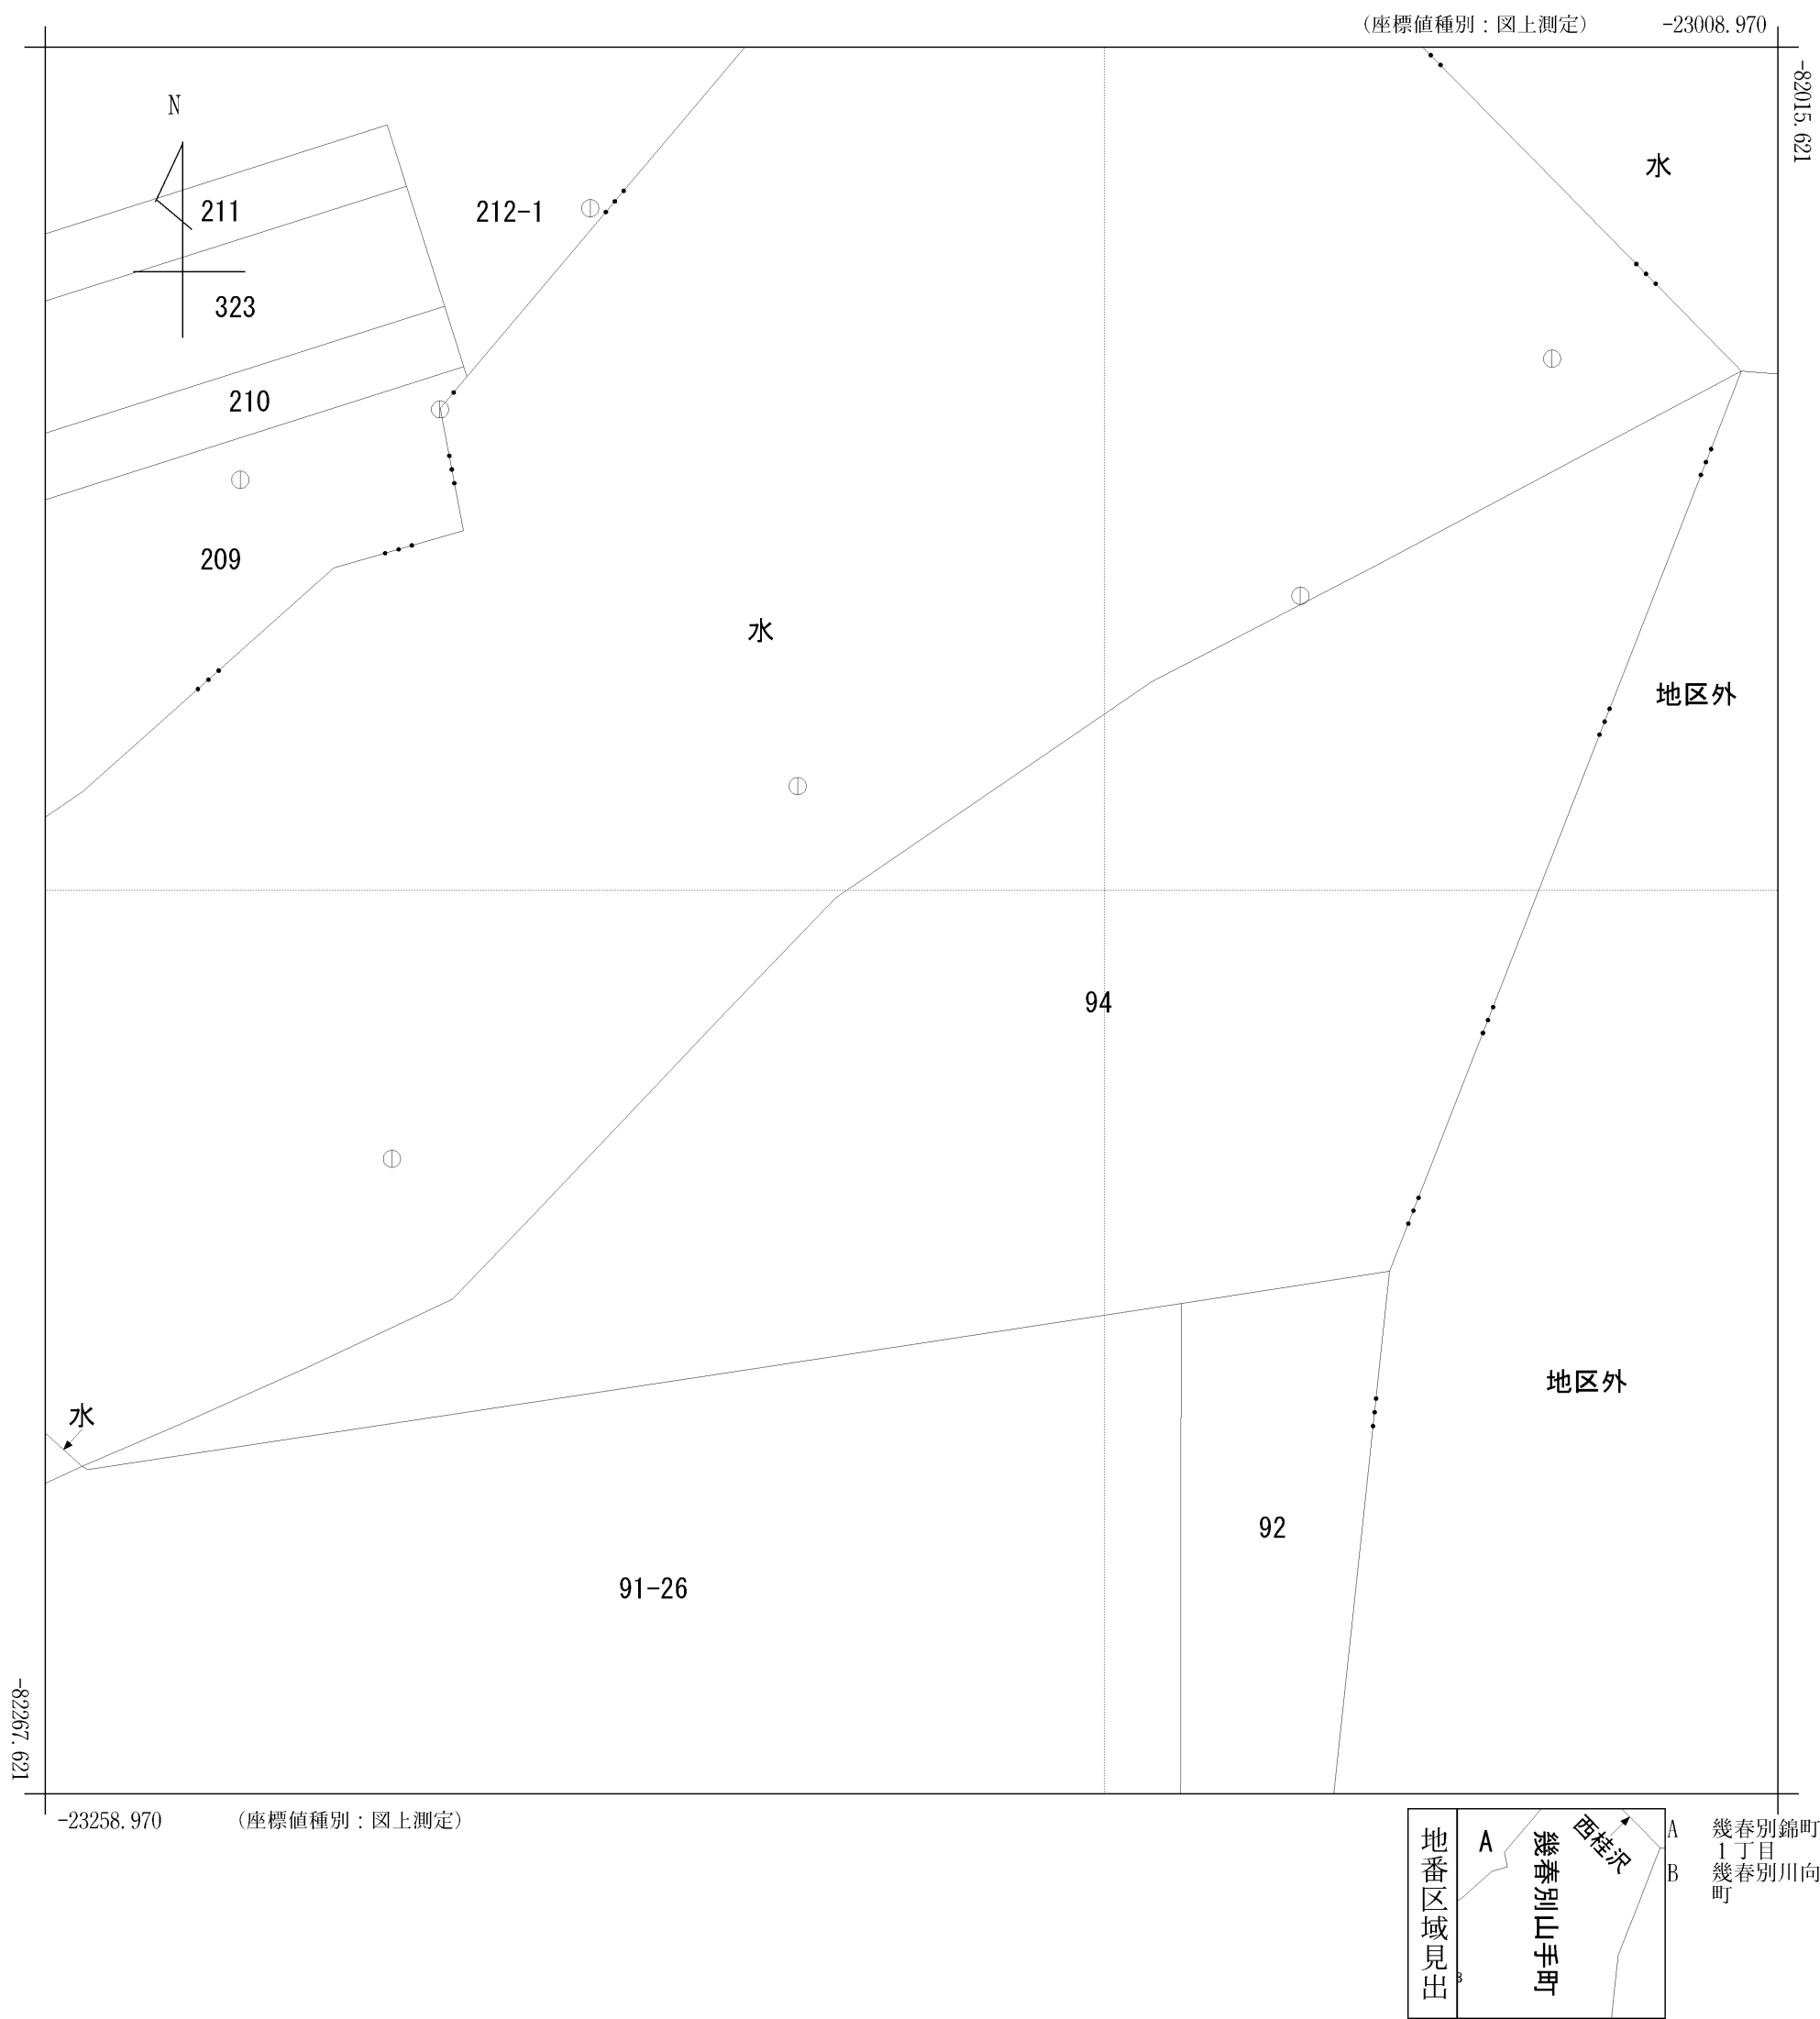 （座標値種別：図上測定） -23008.970
-82015.621
N
水
211
212-1
323
210
209
水
地区外
94
水
地区外
92
91-26
-82267.621
-23258.970 （座標値種別：図上測定）
地番区域見出
A
幾春別山手町
西桂沢
B
A 幾春別錦町
１丁目
B 幾春別川向
町